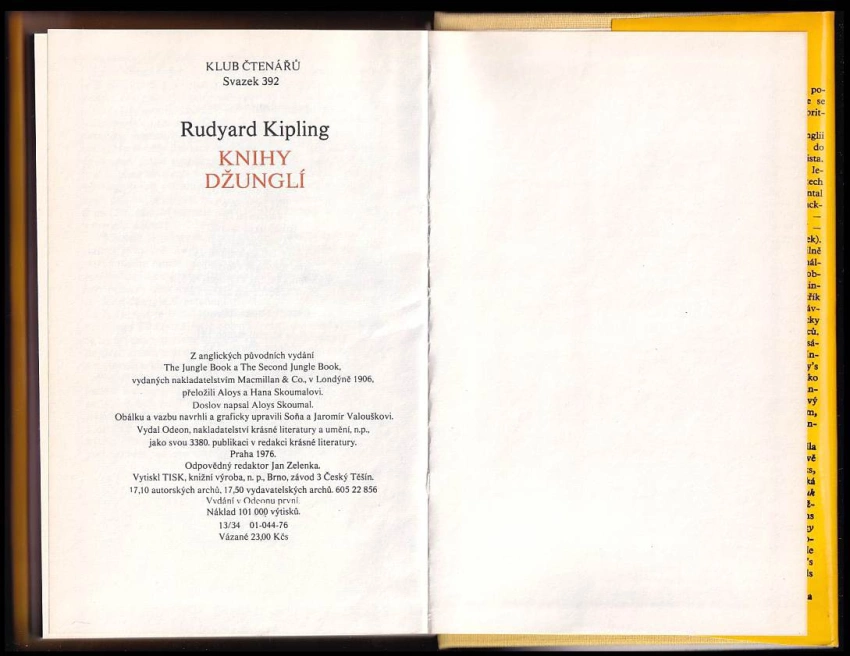 KLUB ČTENÁŘŮ
Svazek 392
Rudyard Kipling
KNIHY
DŽUNGLÍ
Z anglických původních vydání
The Jungle Book a The Second Jungle Book,
vydaných nakladatelstvím Macmillan & Co., v Londýně 1906,
přeložili Aloys a Hana Skoumalovi.
Doslov napsal Aloys Skoumal.
Obálku a vazbu navrhli a graficky upravili Soňa a Jaromír Valouškovi.
Vydal Odeon, nakladatelství krásné literatury a umění, n.p.,
jako svou 3380. publikaci v redakci krásné literatury.
Praha 1976.
Odpovědný redaktor Jan Zelenka.
Vytiskl TISK, knižní výroba, n. p., Brno, závod 3 Český Těšín.
17,10 autorských archů, 17,50 vydavatelských archů. 605 22 856
Vydání v Odeonu první.
Náklad 101 000 výtisků.
13/34 01-044-76
Vázané 23,00 Kčs